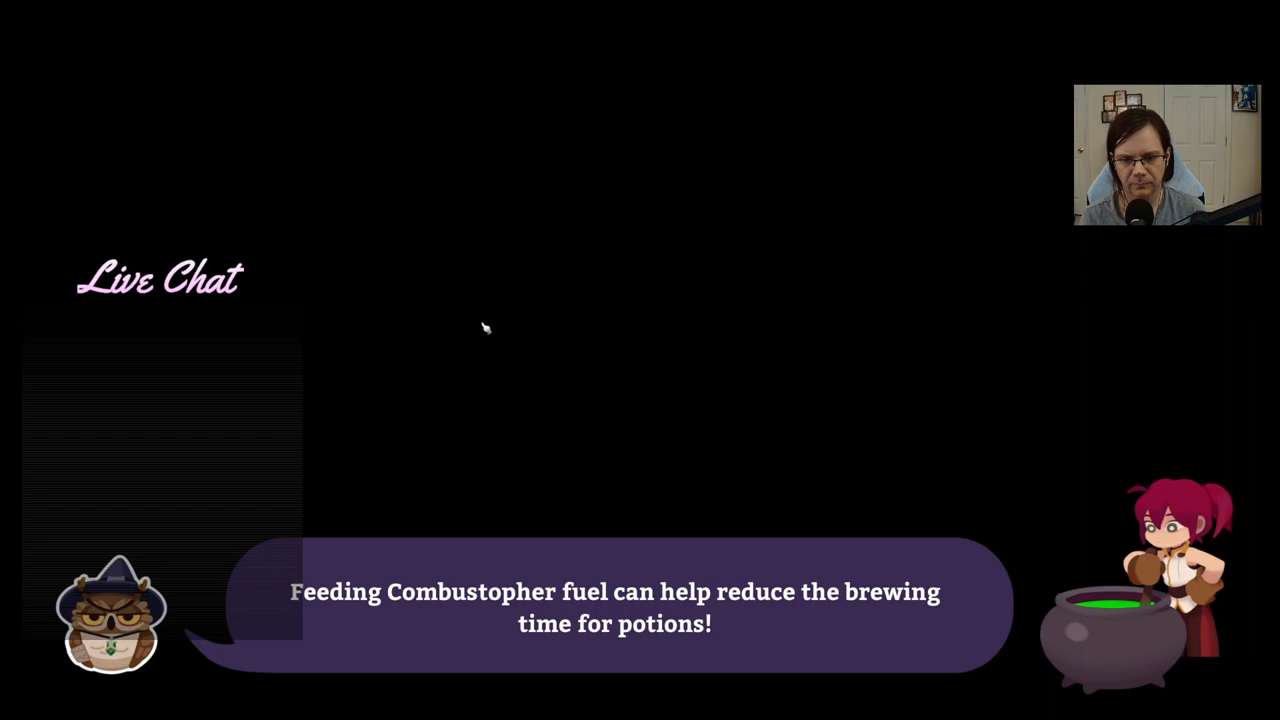 Live Chat
Feeding Combustopher fuel can help reduce the brewing
time for potions!